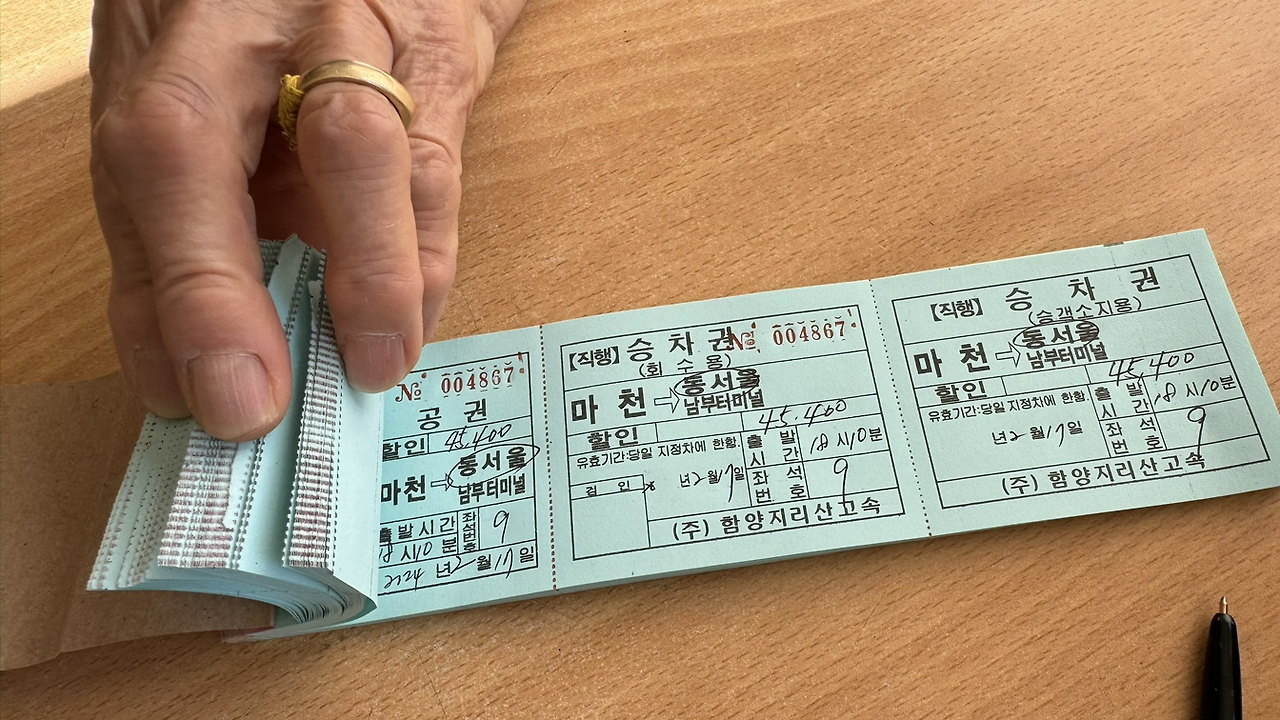 № 004867
공 권
할인 45,400
마천⇨동서울
남부터미널
출발시간 좌석번호 9
18시10분
2024 년 2월 17일
[직행] 승 차 권 № 004867
(회 수 용)
마 천⇨동서울
남부터미널
할인 45,400
유효기간:당일 지정차에 한함
출 발 시 간 18시10분
년2월17일
좌 석 번 호 9
검 인
(주) 함양지리산고속
[직행] 승 차 권
(승객소지용)
마 천⇨동서울
남부터미널
할인 45,400
유효기간:당일 지정차에 한함
출 발 시 간 18시10분
년2월17일
좌 석 번 호 9
(주) 함양지리산고속